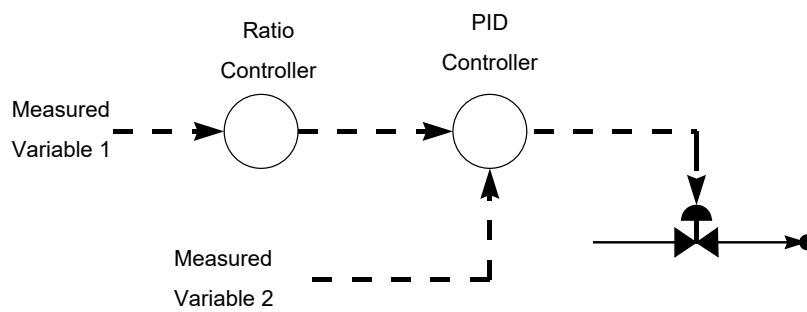 Ratio
Controller
PID
Controller
Measured
Variable 1
Measured
Variable 2